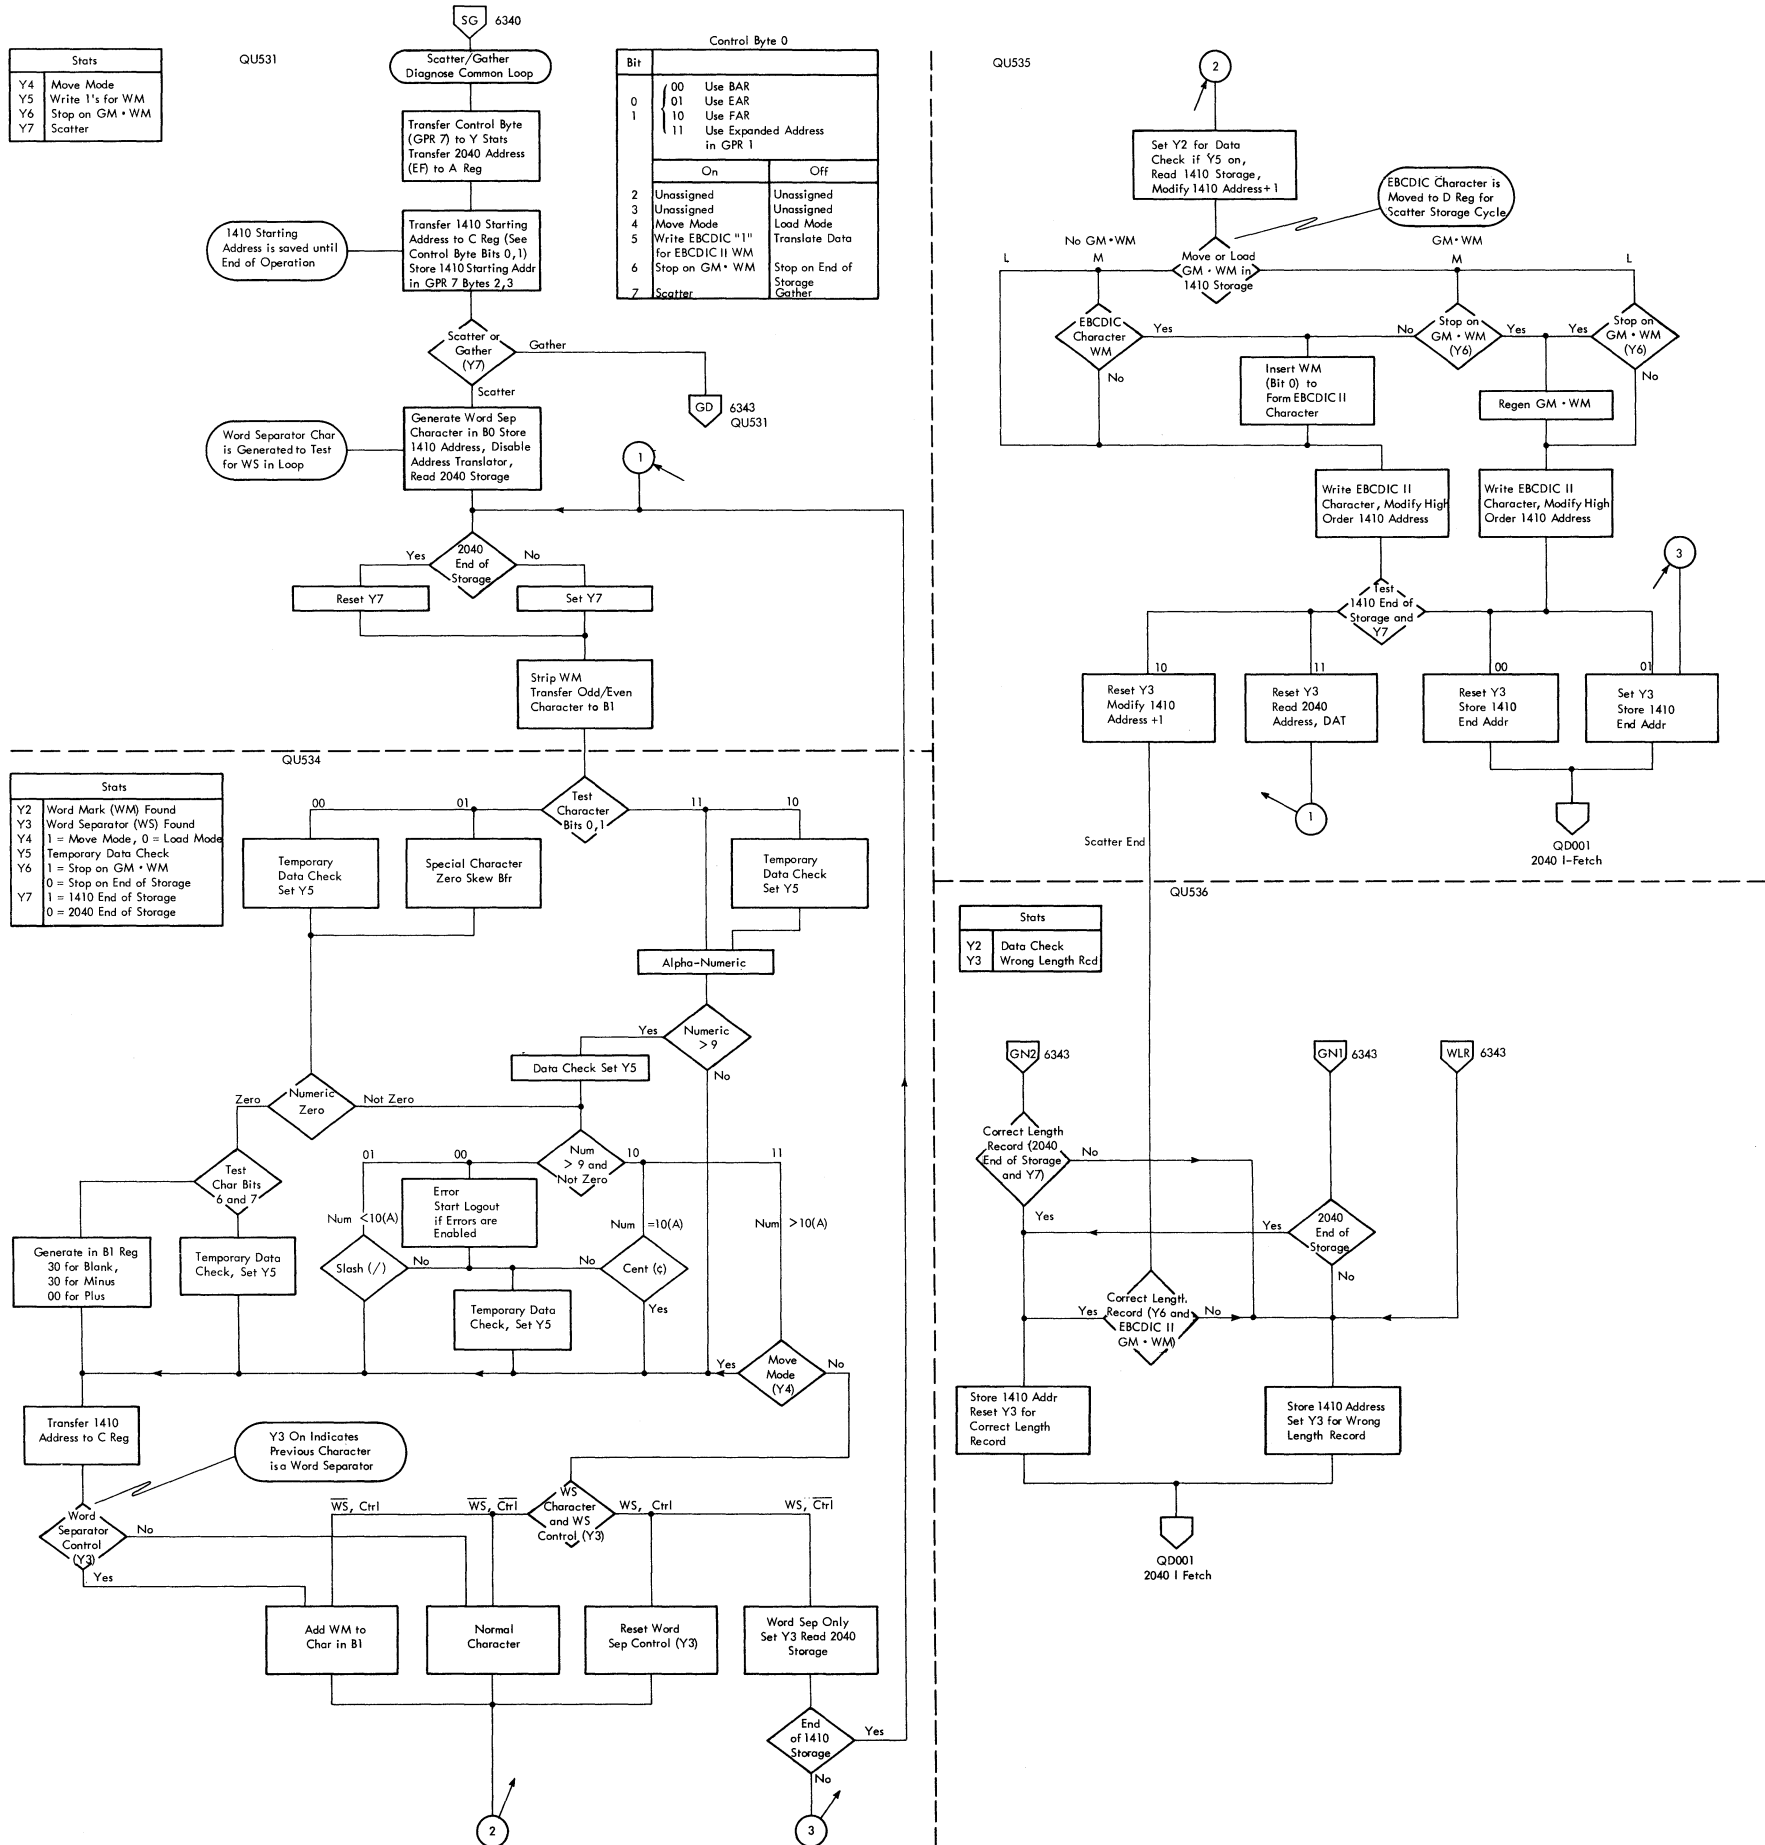 SG 6340
QU531
Stats
Y4 Move Mode
Y5 Write 1's for WM
Y6 Stop on GM • WM
Y7 Scatter
Scatter/Gather
Diagnose Common Loop
Transfer Control Byte
(GPR 7) to Y Stats
Transfer 2040 Address
(EF) to A Reg
1410 Starting
Address is saved until
End of Operation
Transfer 1410 Starting
Address to C Reg (See
Control Byte Bits 0,1)
Store 1410 Starting Addr
in GPR 7 Bytes 2,3
Control Byte 0
Bit
00 Use BAR
0 01 Use EAR
1 10 Use FAR
11 Use Expanded Address
in GPR 1
On Off
2 Unassigned Unassigned
3 Unassigned Unassigned
4 Move Mode Load Mode
5 Write EBCDIC "1" Translate Data
for EBCDIC II WM
6 Stop on GM • WM Stop on End of
Storage
7 Scatter Gather
Scatter or
Gather
(Y7)
Gather
Scatter
GD 6343
QU531
Word Separator Char
is Generated to Test
for WS in Loop
Generate Word Sep
Character in B0 Store
1410 Address, Disable
Address Translator,
Read 2040 Storage
1
2040
End of
Storage
Yes
No
Reset Y7
Set Y7
Strip WM
Transfer Odd/Even
Character to B1
QU534
Stats
Y2 Word Mark (WM) Found
Y3 Word Separator (WS) Found
Y4 1 = Move Mode, 0 = Load Mode
Y5 Temporary Data Check
Y6 1 = Stop on GM • WM
0 = Stop on End of Storage
Y7 1 = 1410 End of Storage
0 = 2040 End of Storage
Test
Character
Bits 0,1
00
01
11
10
Temporary
Data Check
Set Y5
Special Character
Zero Skew Bfr
Temporary
Data Check
Set Y5
Alpha-Numeric
Numeric
> 9
Yes
No
Data Check Set Y5
Numeric
Zero
Zero
Not Zero
Test
Char Bits
6 and 7
Num
> 9 and
Not Zero
01
00
10
11
Error
Start Logout
if Errors are
Enabled
Num <10(A)
Num =10(A)
Num >10(A)
Generate in B1 Reg
30 for Blank,
30 for Minus
00 for Plus
Temporary Data
Check, Set Y5
Slash (/)
No
No
Cent (¢)
Yes
Temporary Data
Check, Set Y5
Move
Mode
(Y4)
Yes
No
Transfer 1410
Address to C Reg
Y3 On Indicates
Previous Character
is a Word Separator
Word
Separator
Control
(Y3)
No
Yes
WS
Character
and WS
Control (Y3)
W̅S̅, Ctrl
W̅S̅, C̅t̅r̅l̅
WS, Ctrl
WS, C̅t̅r̅l̅
Add WM to
Char in B1
Normal
Character
Reset Word
Sep Control (Y3)
Word Sep Only
Set Y3 Read 2040
Storage
End
of 1410
Storage
Yes
No
2
3
QU535
2
Set Y2 for Data
Check if Y5 on,
Read 1410 Storage,
Modify 1410 Address+1
EBCDIC Character is
Moved to D Reg for
Scatter Storage Cycle
No GM•WM
GM•WM
L
M
Move or Load
GM • WM in
1410 Storage
M
L
EBCDIC
Character
WM
Yes
No
Insert WM
(Bit 0) to
Form EBCDIC II
Character
No
Stop on
GM • WM
(Y6)
Yes
Yes
Stop on
GM • WM
(Y6)
No
Regen GM • WM
Write EBCDIC II
Character, Modify High
Order 1410 Address
Write EBCDIC II
Character, Modify High
Order 1410 Address
3
Test
1410 End of
Storage and
Y7
10
11
00
01
Reset Y3
Modify 1410
Address +1
Reset Y3
Read 2040
Address, DAT
Reset Y3
Store 1410
End Addr
Set Y3
Store 1410
End Addr
1
QD001
2040 I-Fetch
Scatter End
QU536
Stats
Y2 Data Check
Y3 Wrong Length Rcd
GN2 6343
GN1 6343
WLR 6343
Correct Length
Record (2040
End of Storage
and Y7)
No
Yes
2040
End of
Storage
Yes
No
Correct Length
Record (Y6 and
EBCDIC II
GM • WM)
Yes
No
Store 1410 Addr
Reset Y3 for
Correct Length
Record
Store 1410 Address
Set Y3 for Wrong
Length Record
QD001
2040 I Fetch